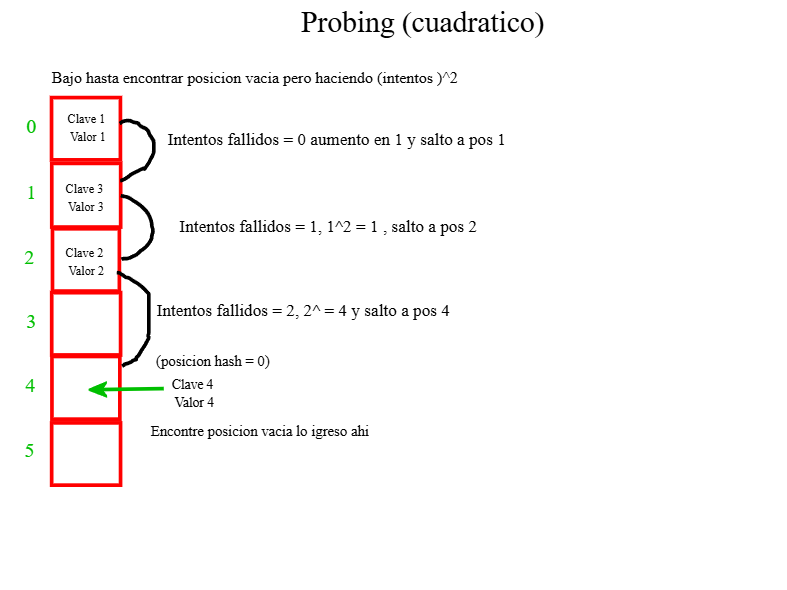 Probing (cuadratico)
Bajo hasta encontrar posicion vacia pero haciendo (intentos )^2
0
Clave 1
Valor 1
Intentos fallidos = 0 aumento en 1 y salto a pos 1
1
Clave 3
Valor 3
Intentos fallidos = 1, 1^2 = 1 , salto a pos 2
2
Clave 2
Valor 2
Intentos fallidos = 2, 2^ = 4 y salto a pos 4
3
(posicion hash = 0)
4
Clave 4
Valor 4
Encontre posicion vacia lo igreso ahi
5